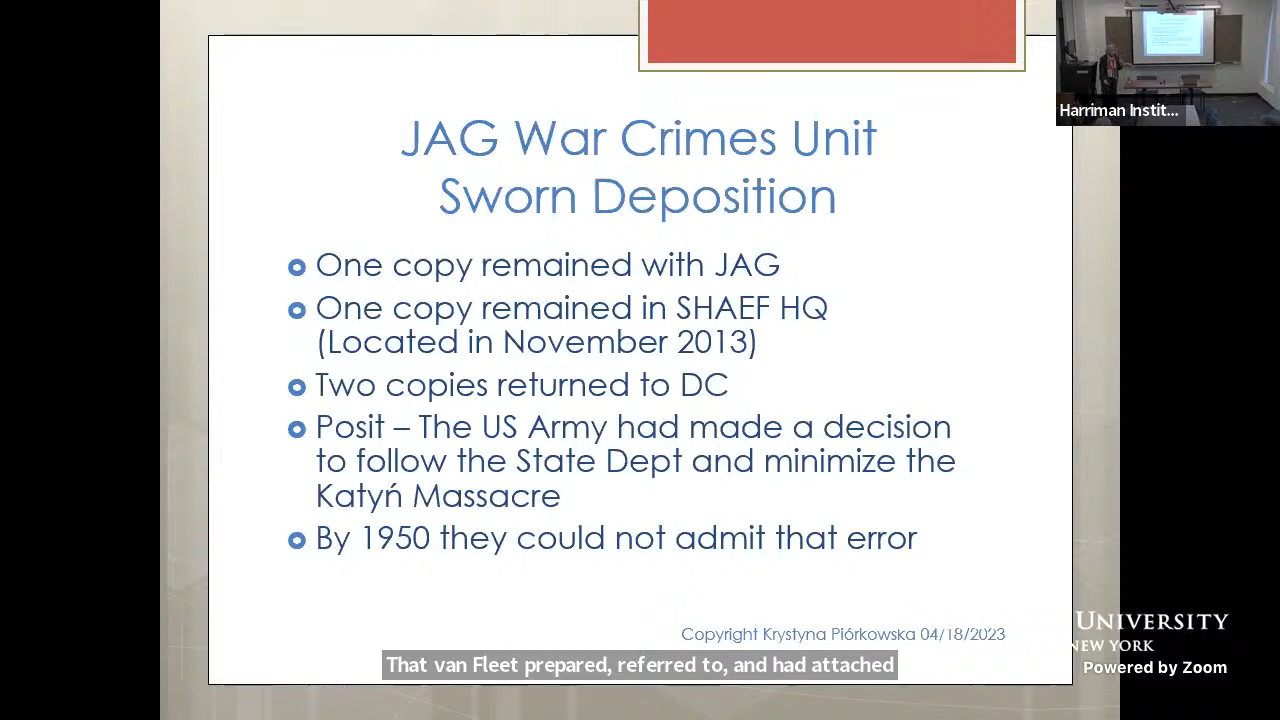 Harriman Instit...
JAG War Crimes Unit
Sworn Deposition
One copy remained with JAG
One copy remained in SHAEF HQ
(Located in November 2013)
Two copies returned to DC
Posit – The US Army had made a decision
to follow the State Dept and minimize the
Katyń Massacre
By 1950 they could not admit that error
Copyright Krystyna Piórkowska 04/18/2023
UNIVERSITY
NEW YORK
Powered by Zoom
That van Fleet prepared, referred to, and had attached